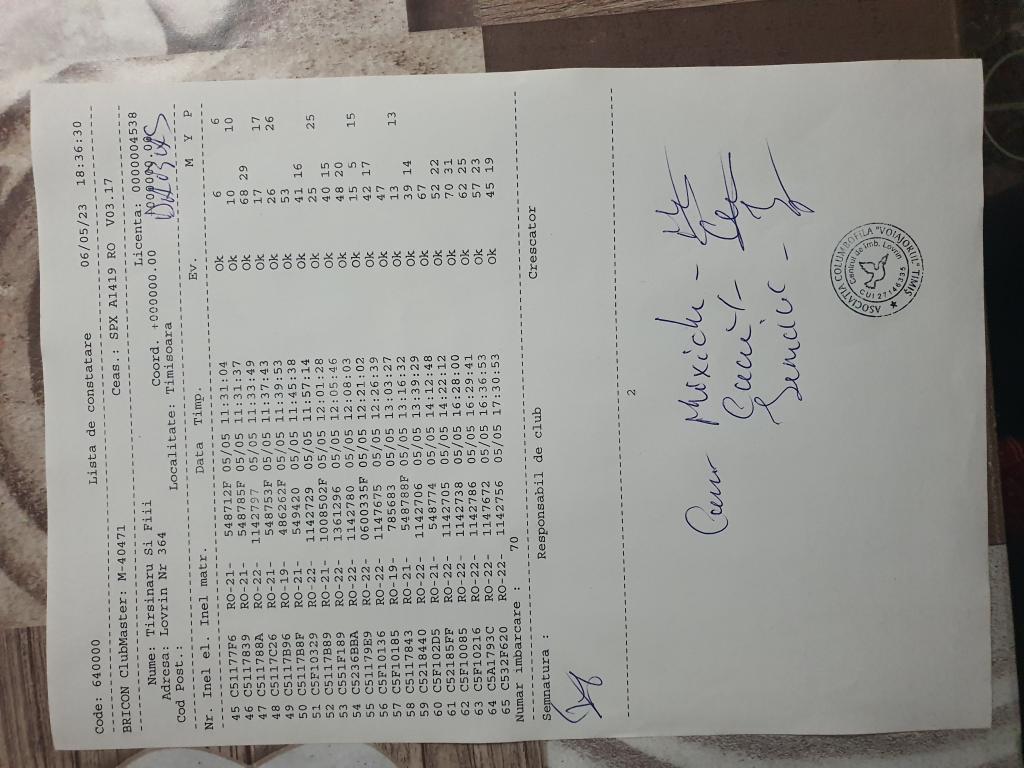 Code: 640000 Lista de constatare 06/05/23 18:36:30
BRICON ClubMaster: M-40471 Ceas.: SPX A1419 RO V03.17
Nume: Tirsinaru Si Fiii Licenta: 0000004538
Adresa: Lovrin Nr 364 Coord. +000000.00 +000000.00
Cod Post.: Localitate: Timisoara
Nr. Inel el. Inel matr. Data Timp. Ev. M Y P
45 C51177F6 RO-21- 548712F 05/05 11:31:04 Ok 6 6
46 C5117839 RO-21- 548785F 05/05 11:31:37 Ok 10 10
47 C511788A RO-22- 1142797 05/05 11:33:49 Ok 68 29
48 C5117C26 RO-21- 548753F 05/05 11:37:43 Ok 17 17
49 C5117B96 RO-19- 486262F 05/05 11:39:53 Ok 26 26
50 C5117B8F RO-21- 549420 05/05 11:45:38 Ok 53
51 C5F10329 RO-22- 1142729 05/05 11:57:14 Ok 41 16
52 C5117B89 RO-21- 1008502F 05/05 12:01:28 Ok 25 25
53 C551F189 RO-22- 1361296 05/05 12:05:46 Ok 40 15
54 C5236BBA RO-22- 1142780 05/05 12:08:03 Ok 48 20
55 C51179E9 RO-22- 0600335F 05/05 12:21:02 Ok 15 15 15
56 C5F10136 RO-22- 1147675 05/05 12:26:39 Ok 42 17
57 C5F10185 RO-19- 785683 05/05 13:03:27 Ok 47
58 C5117843 RO-21- 548788F 05/05 13:16:32 Ok 13 13
59 C5218440 RO-22- 1142706 05/05 13:39:29 Ok 39 14
60 C5F102D5 RO-21- 548774 05/05 14:12:48 Ok 67
61 C52185FF RO-22- 1142705 05/05 14:22:12 Ok 52 22
62 C5F10085 RO-22- 1142738 05/05 16:28:00 Ok 70 31
63 C5F10216 RO-22- 1142786 05/05 16:29:41 Ok 62 25
64 C5A1793C RO-22- 1147672 05/05 16:36:53 Ok 57 23
65 C532F620 RO-22- 1142756 05/05 17:30:53 Ok 45 19
Numar imbarcare : 70
Semnatura : Responsabil de club Crescator
2
ASOCIATIA COLUMBOFILA "VOIAJORUL" TIMIS
Centrul de Imb. Lovrin
CUI 27146335